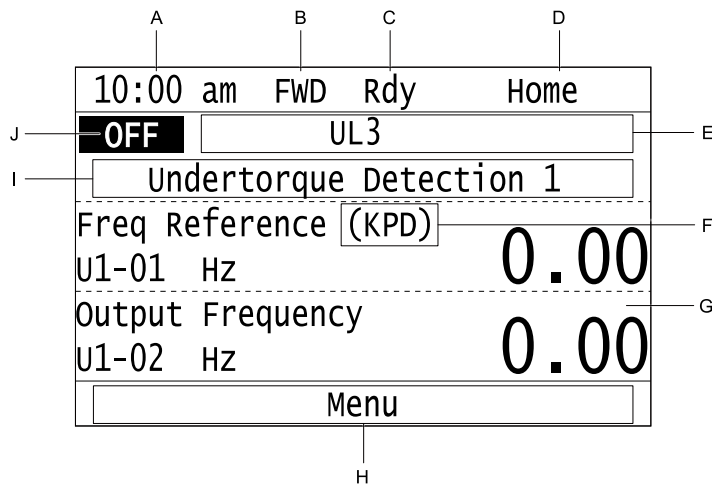 A B C D
10:00 am FWD Rdy Home
J OFF UL3 E
I Undertorque Detection 1
Freq Reference (KPD) F
U1-01 Hz 0.00
G
Output Frequency
U1-02 Hz 0.00
Menu
H